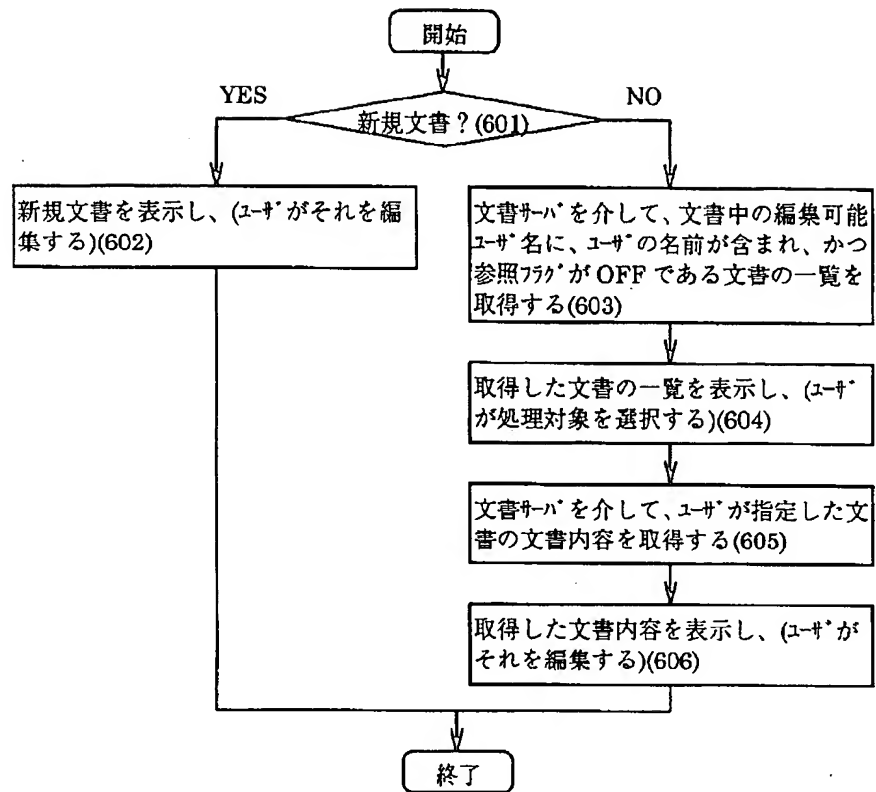 開始
YES
NO
新規文書？(601)
新規文書を表示し、(ﾕｰｻﾞがそれを編
集する)(602)
文書ｻｰﾊﾞを介して、文書中の編集可能
ﾕｰｻﾞ名に、ﾕｰｻﾞの名前が含まれ、かつ
参照ﾌﾗｸﾞが OFF である文書の一覧を
取得する(603)
取得した文書の一覧を表示し、(ﾕｰｻﾞ
が処理対象を選択する)(604)
文書ｻｰﾊﾞを介して、ﾕｰｻﾞが指定した文
書の文書内容を取得する(605)
取得した文書内容を表示し、(ﾕｰｻﾞが
それを編集する)(606)
終了